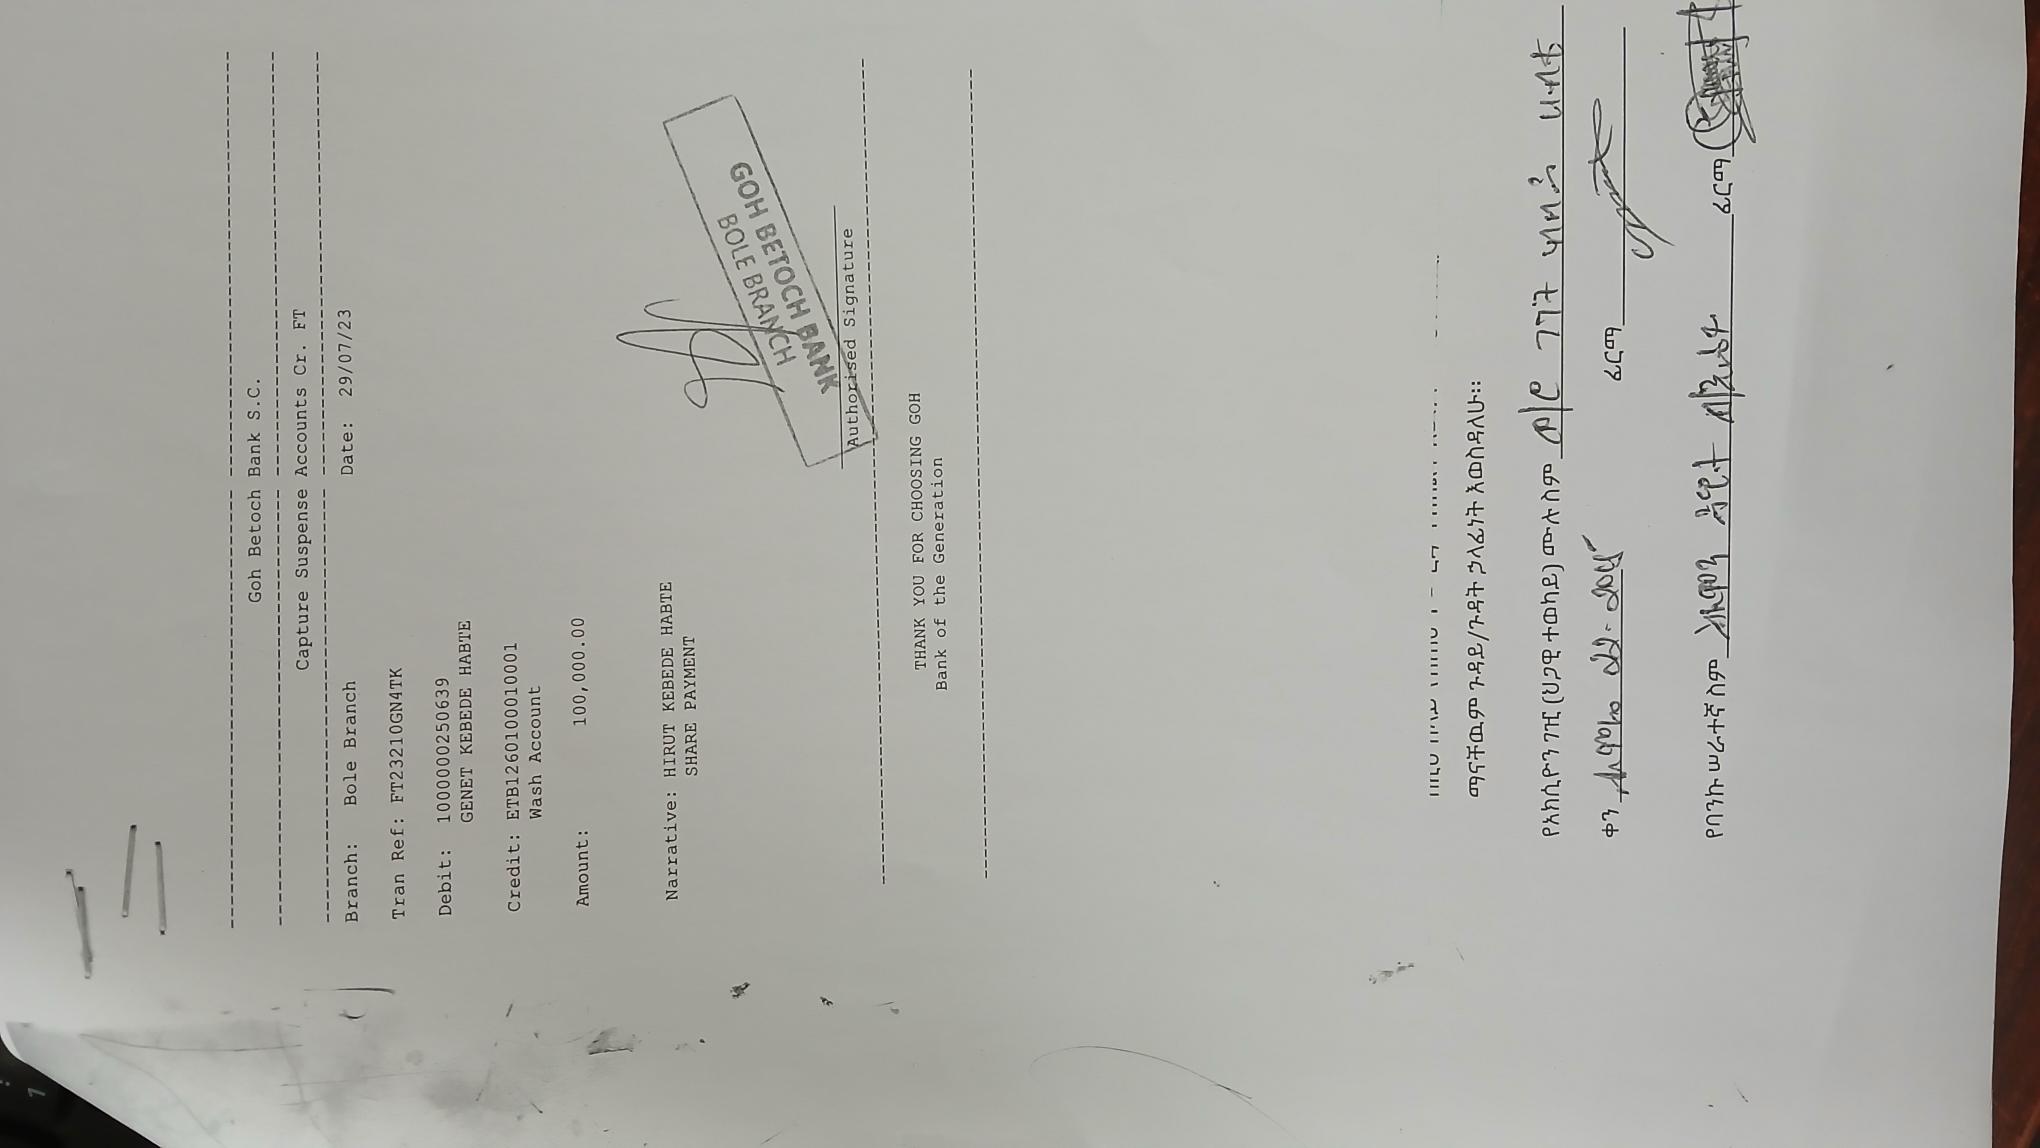 Goh Betoch Bank S.C.
Capture Suspense Accounts Cr. FT
Branch: Bole Branch Date: 29/07/23
Tran Ref: FT23210GN4TK
Debit: 1000000250639
GENET KEBEDE HABTE
Credit: ETB1260100010001
Wash Account
Amount: 100,000.00
Narrative: HIRUT KEBEDE HABTE
SHARE PAYMENT
GOH BETOCH BANK
BOLE BRANCH
Authorised Signature
THANK YOU FOR CHOOSING GOH
Bank of the Generation
ማናቸዉም ጉዳይ/ጉዳት ኃላፊነት እወስዳለሁ።
የአክሲዮን ገዢ (ህጋዊ ተወካይ) ሙሉ ስም ወ/ሮ ገነት ከበደ ሀብቴ
ቀን ሐምሌ 22-2015 ፊርማ
የባንኩ ሠራተኛ ስም ፊርማ